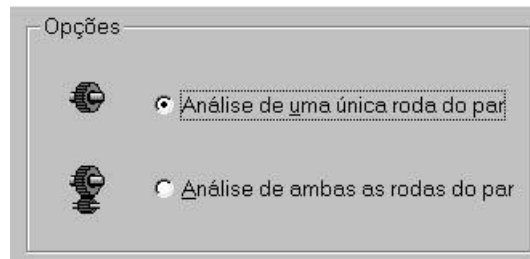 Opções
Análise de uma única roda do par
Análise de ambas as rodas do par